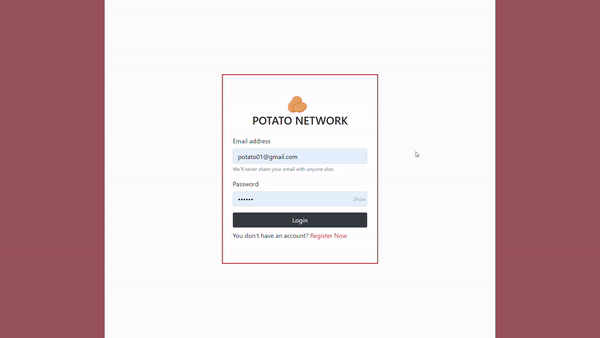 POTATO NETWORK
Email address
potato01@gmail.com
We'll never share your email with anyone else.
Password
••••••
Show
Login
You don't have an account? Register Now